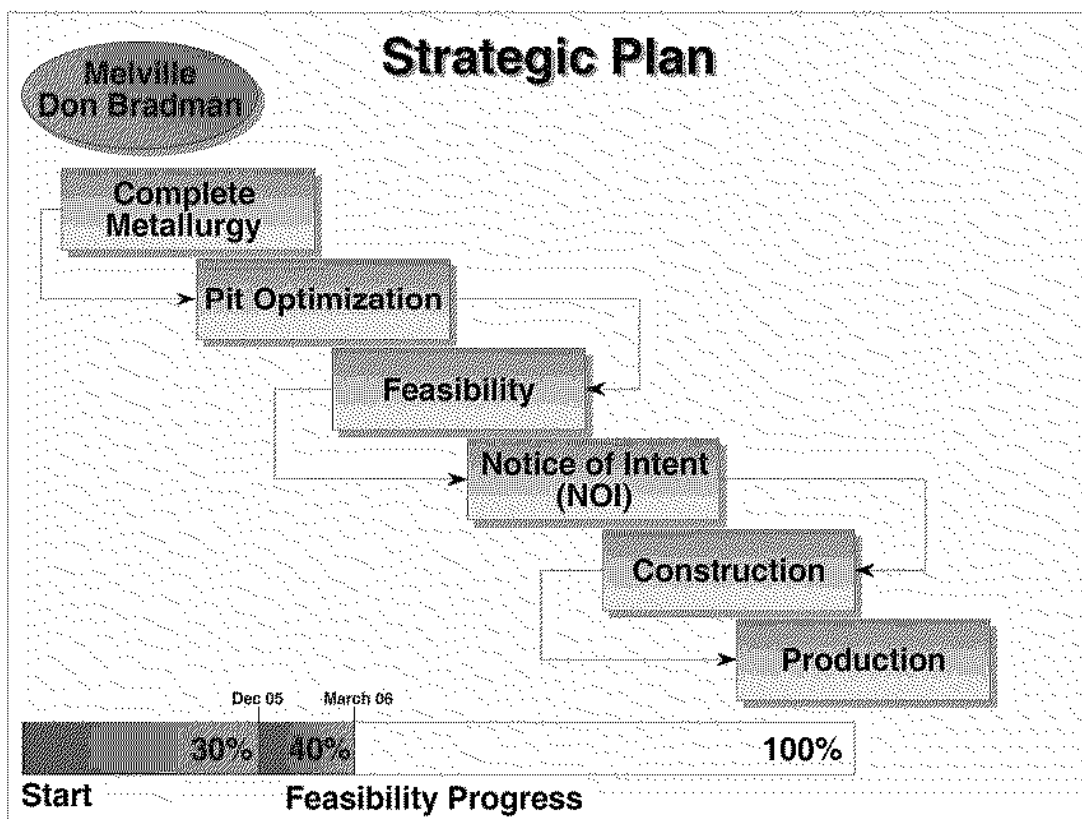 Strategic Plan
Melville
Don Bradman
Complete
Metallurgy
Pit Optimization
Feasibility
Notice of Intent
(NOI)
Construction
Production
Dec 05 March 06
30% 40% 100%
Start Feasibility Progress